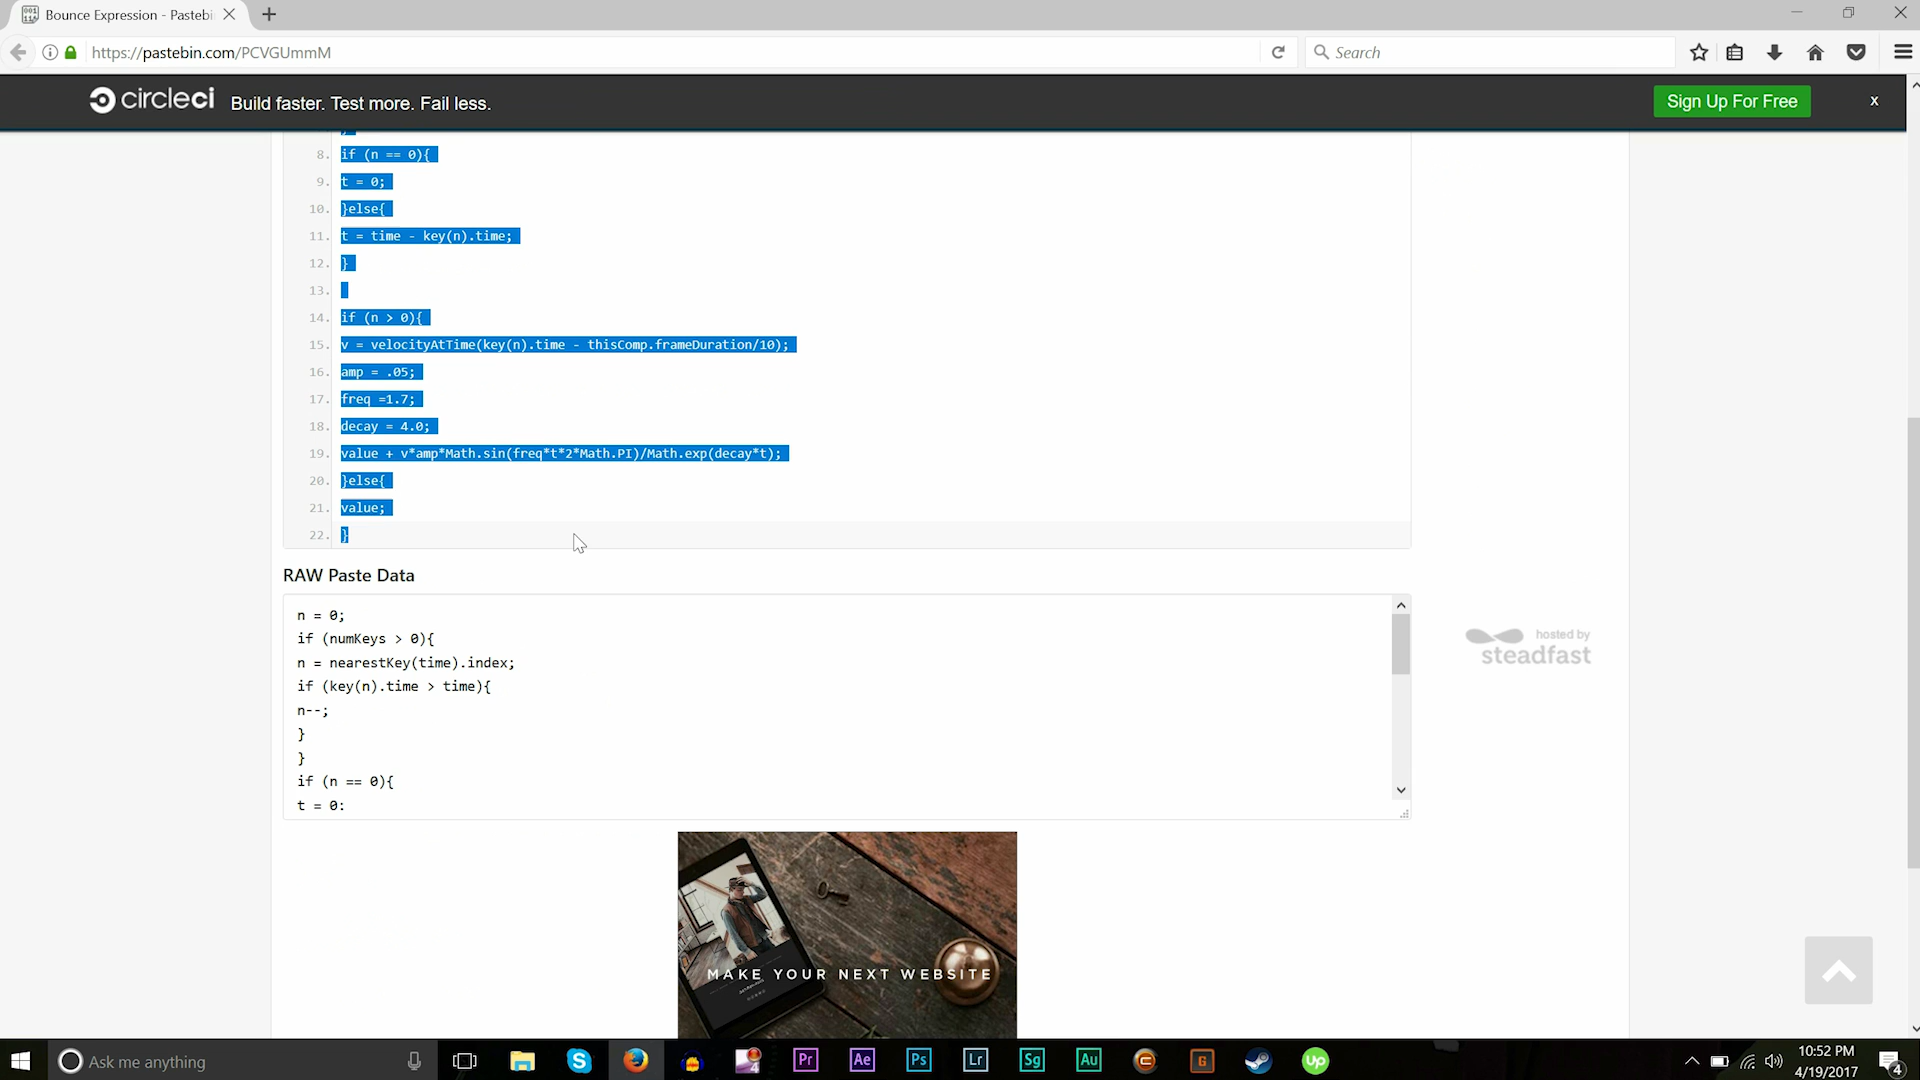 Bounce Expression - Pastebi
https://pastebin.com/PCVGUmmM
Search
circleci Build faster. Test more. Fail less.
Sign Up For Free
x
8. if (n == 0){
9. t = 0;
10. }else{
11. t = time - key(n).time;
12. }
13.
14. if (n > 0){
15. v = velocityAtTime(key(n).time - thisComp.frameDuration/10);
16. amp = .05;
17. freq =1.7;
18. decay = 4.0;
19. value + v*amp*Math.sin(freq*t*2*Math.PI)/Math.exp(decay*t);
20. }else{
21. value;
22. }
RAW Paste Data
n = 0;
if (numKeys > 0){
n = nearestKey(time).index;
if (key(n).time > time){
n--;
}
}
if (n == 0){
t = 0:
hosted by
steadfast
MAKE YOUR NEXT WEBSITE
Ask me anything
Pr
Ae
Ps
Lr
Sg
Au
G
Up
10:52 PM
4/19/2017
4